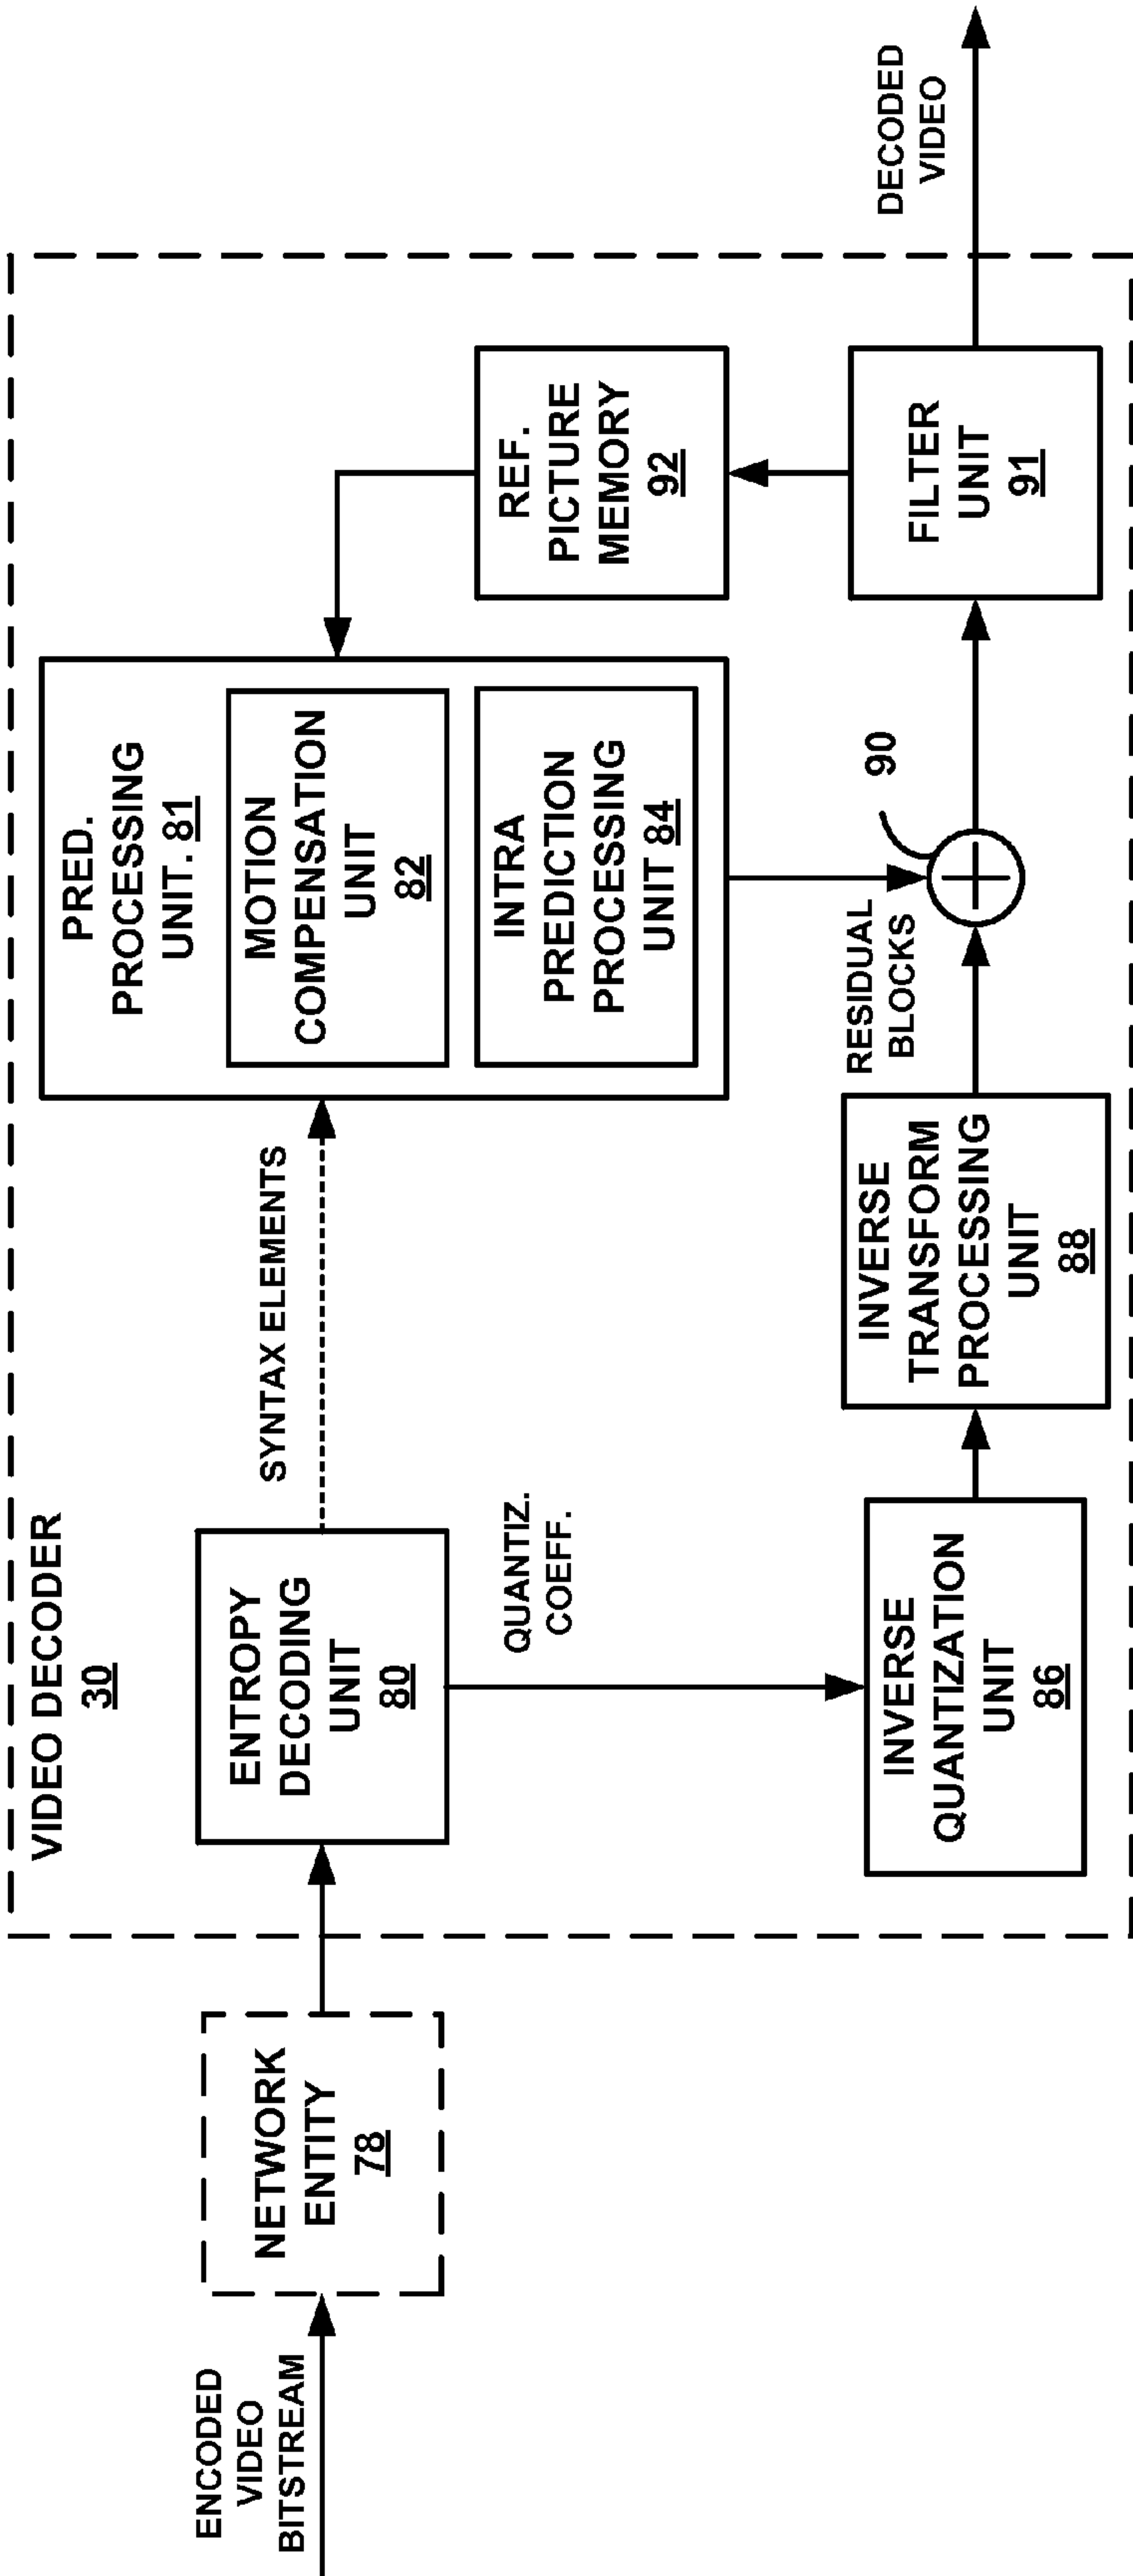 VIDEO DECODER
30
ENCODED
VIDEO
BITSTREAM
NETWORK
ENTITY
78
ENTROPY
DECODING
UNIT
80
SYNTAX ELEMENTS
PRED.
PROCESSING
UNIT. 81
MOTION
COMPENSATION
UNIT
82
INTRA
PREDICTION
PROCESSING
UNIT 84
REF.
PICTURE
MEMORY
92
QUANTIZ.
COEFF.
INVERSE
QUANTIZATION
UNIT
86
INVERSE
TRANSFORM
PROCESSING
UNIT
88
RESIDUAL
BLOCKS
90
FILTER
UNIT
91
DECODED
VIDEO